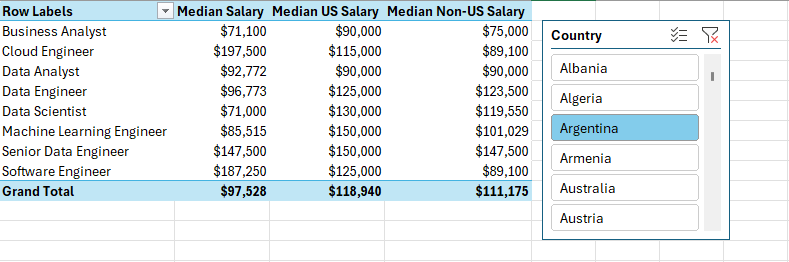 Row Labels Median Salary Median US Salary Median Non-US Salary
Business Analyst $71,100 $90,000 $75,000
Cloud Engineer $197,500 $115,000 $89,100
Data Analyst $92,772 $90,000 $90,000
Data Engineer $96,773 $125,000 $123,500
Data Scientist $71,000 $130,000 $119,550
Machine Learning Engineer $85,515 $150,000 $101,029
Senior Data Engineer $147,500 $150,000 $147,500
Software Engineer $187,250 $125,000 $89,100
Grand Total $97,528 $118,940 $111,175
Country
Albania
Algeria
Argentina
Armenia
Australia
Austria